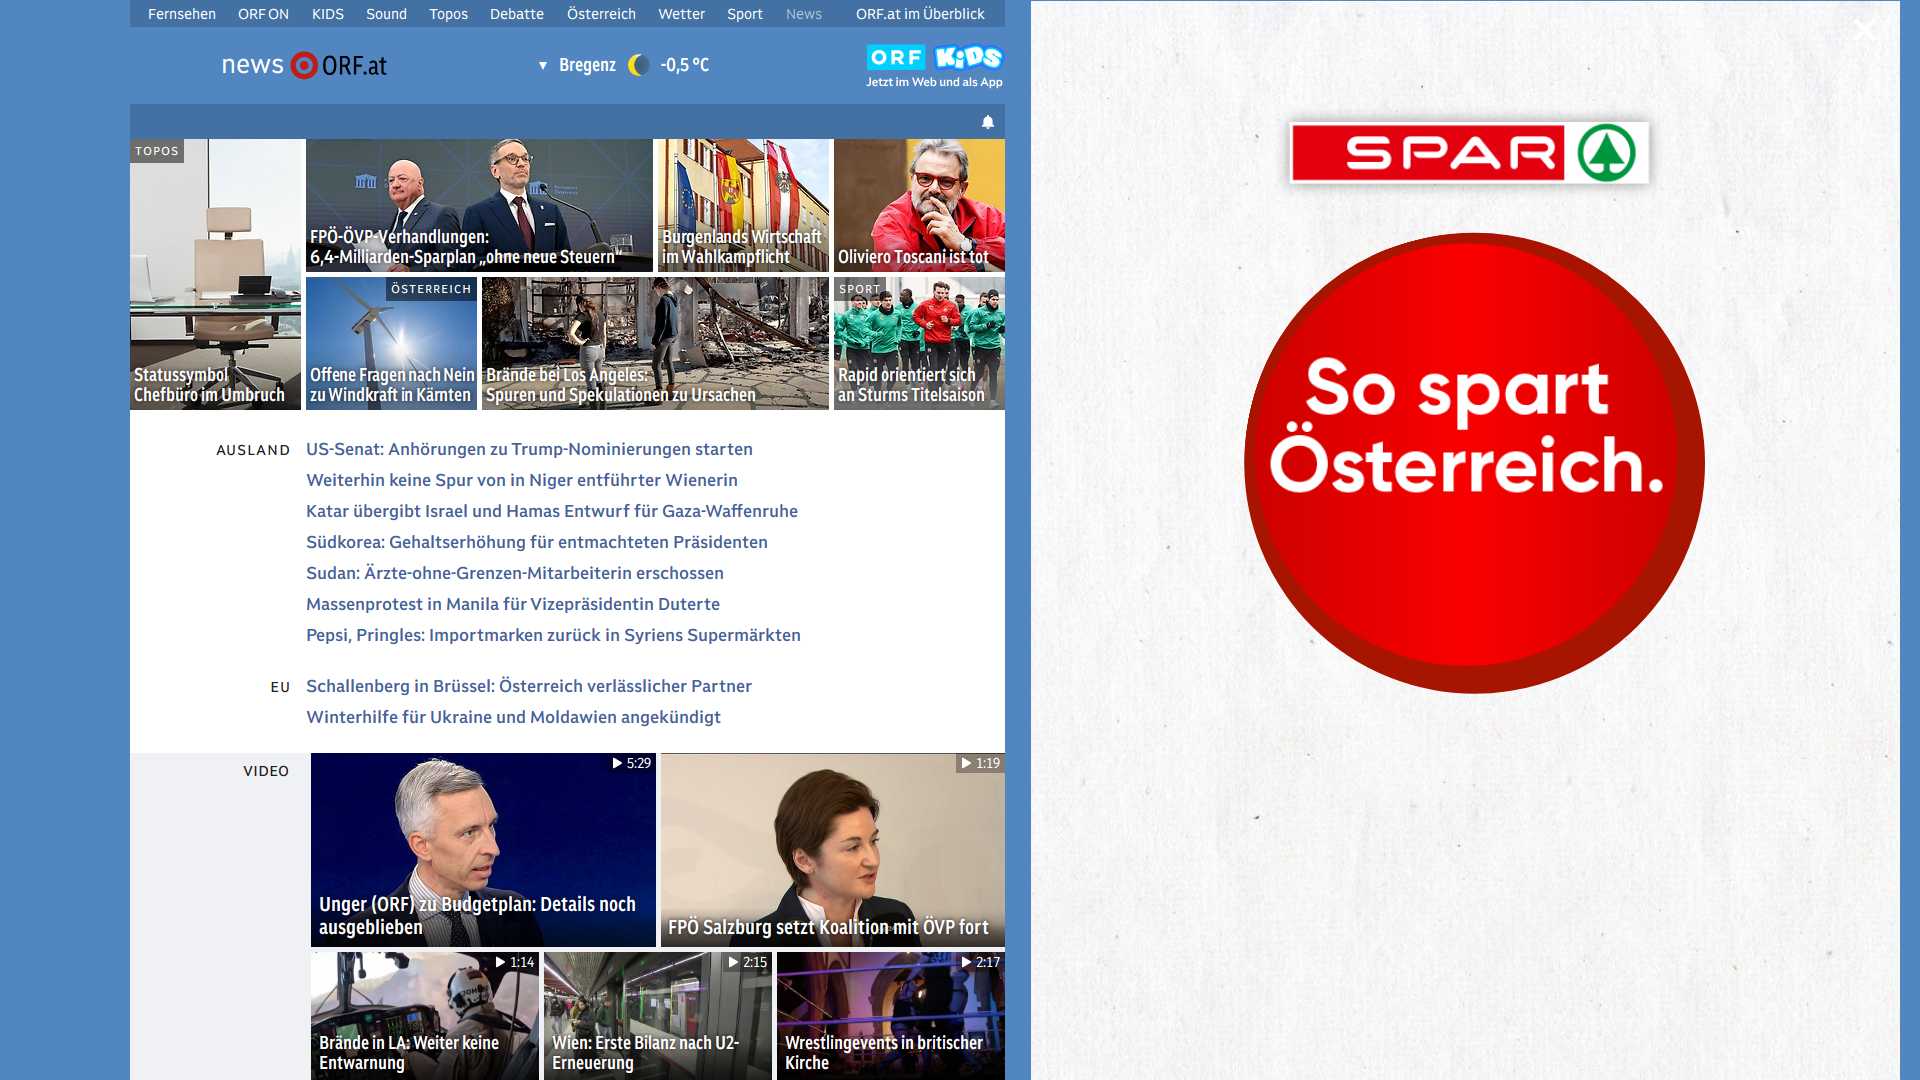 Fernsehen ORF ON KIDS Sound Topos Debatte Österreich Wetter Sport News ORF.at im Überblick
news ORF.at
▼ Bregenz -0,5 °C
ORF KiDS
Jetzt im Web und als App
TOPOS
Statussymbol
Chefbüro im Umbruch
FPÖ-ÖVP-Verhandlungen:
6,4-Milliarden-Sparplan „ohne neue Steuern“
Burgenlands Wirtschaft
im Wahlkampflicht
Oliviero Toscani ist tot
ÖSTERREICH
Offene Fragen nach Nein
zu Windkraft in Kärnten
Brände bei Los Angeles:
Spuren und Spekulationen zu Ursachen
SPORT
Rapid orientiert sich
an Sturms Titelsaison
AUSLAND
US-Senat: Anhörungen zu Trump-Nominierungen starten
Weiterhin keine Spur von in Niger entführter Wienerin
Katar übergibt Israel und Hamas Entwurf für Gaza-Waffenruhe
Südkorea: Gehaltserhöhung für entmachteten Präsidenten
Sudan: Ärzte-ohne-Grenzen-Mitarbeiterin erschossen
Massenprotest in Manila für Vizepräsidentin Duterte
Pepsi, Pringles: Importmarken zurück in Syriens Supermärkten
EU
Schallenberg in Brüssel: Österreich verlässlicher Partner
Winterhilfe für Ukraine und Moldawien angekündigt
VIDEO
5:29
Unger (ORF) zu Budgetplan: Details noch
ausgeblieben
1:19
FPÖ Salzburg setzt Koalition mit ÖVP fort
1:14
Brände in LA: Weiter keine
Entwarnung
2:15
Wien: Erste Bilanz nach U2-
Erneuerung
2:17
Wrestlingevents in britischer
Kirche
SPAR
So spart
Österreich.